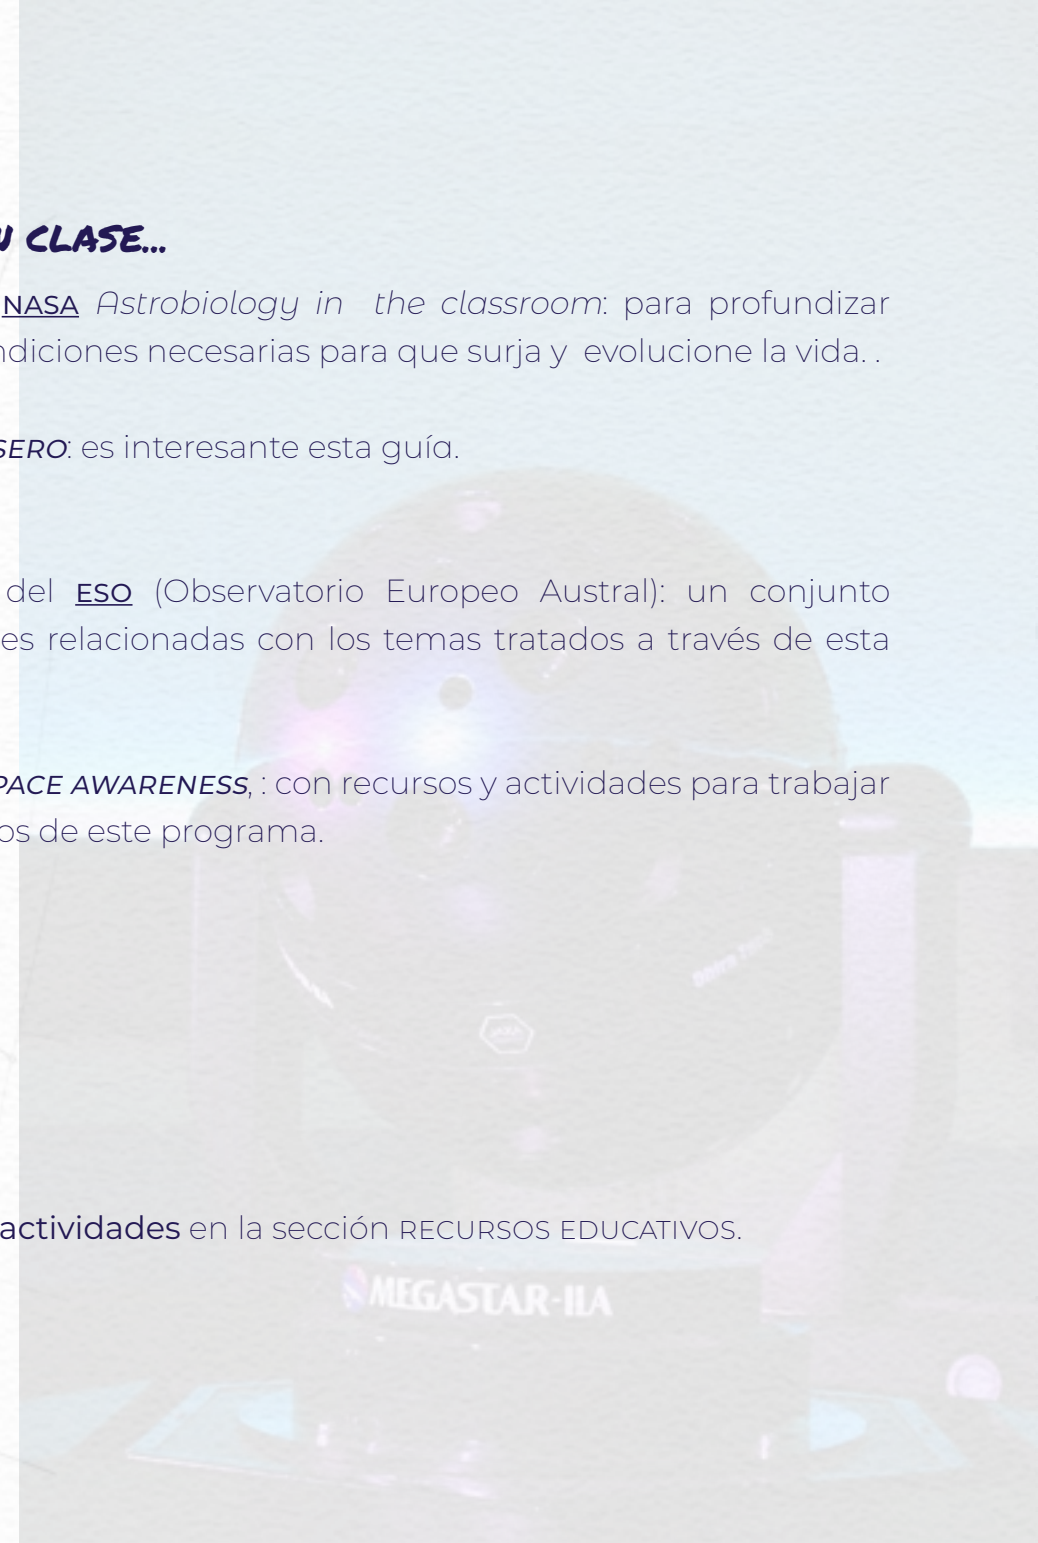 CLASE...
NASA Astrobiology in the classroom: para profundizar
ndiciones necesarias para que surja y evolucione la vida. .
SERO: es interesante esta guía.
del ESO (Observatorio Europeo Austral): un conjunto
es relacionadas con los temas tratados a través de esta
PACE AWARENESS, : con recursos y actividades para trabajar
os de este programa.
actividades en la sección RECURSOS EDUCATIVOS.
MEGASTAR-IIA